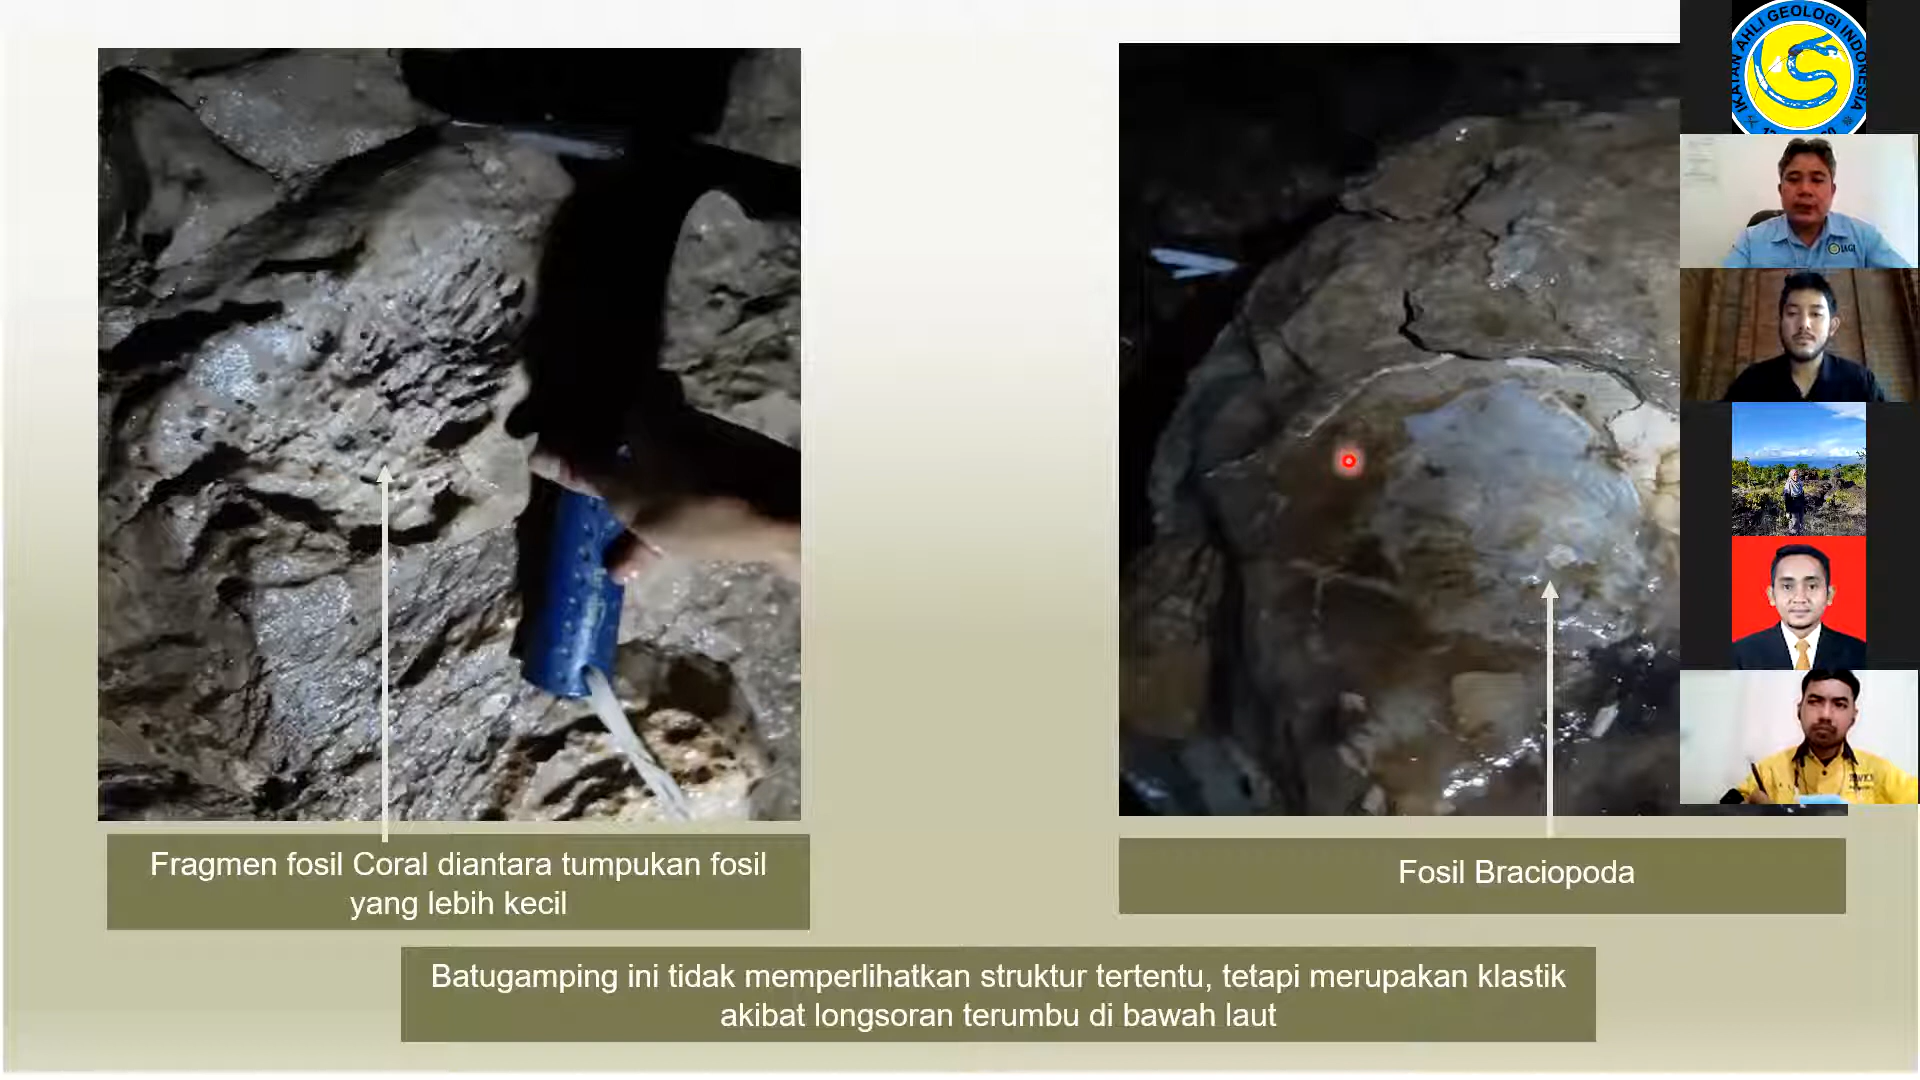 Fragmen fosil Coral diantara tumpukan fosil
yang lebih kecil
Fosil Braciopoda
Batugamping ini tidak memperlihatkan struktur tertentu, tetapi merupakan klastik
akibat longsoran terumbu di bawah laut
IKATAN AHLI GEOLOGI INDONESIA
IAGI